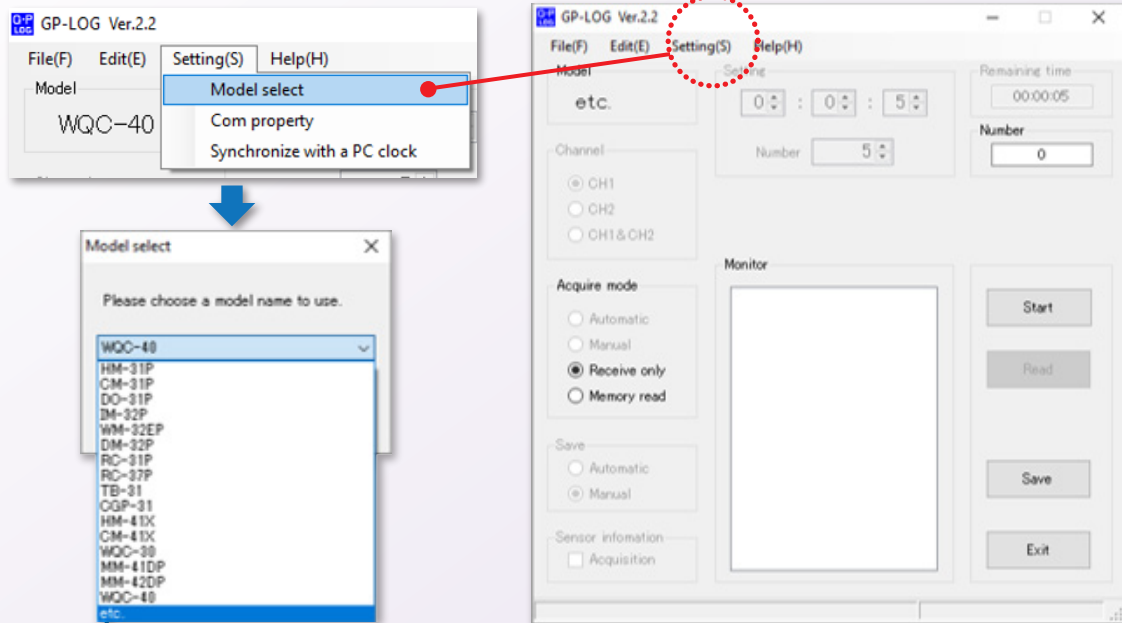 O-P LOG GP-LOG Ver.2.2
File(F) Edit(E) Setting(S) Help(H)
Model
WQC-40
Model select
Com property
Synchronize with a PC clock
Model select
Please choose a model name to use.
WQC-40
HM-31P
CM-31P
DO-31P
IM-32P
WM-32EP
DM-32P
RC-31P
RC-37P
TB-31
CGP-31
HM-41X
CM-41X
WQC-30
MM-41DP
MM-42DP
WQC-40
etc.
O-P LOG GP-LOG Ver.2.2
File(F) Edit(E) Setting(S) Help(H)
Model
etc.
Setting
0 : 0 : 5
Number 5
Remaining time
00:00:05
Number
0
Channel
CH1
CH2
CH1&CH2
Acquire mode
Automatic
Manual
Receive only
Memory read
Save
Automatic
Manual
Sensor infomation
Acquisition
Monitor
Start
Read
Save
Exit